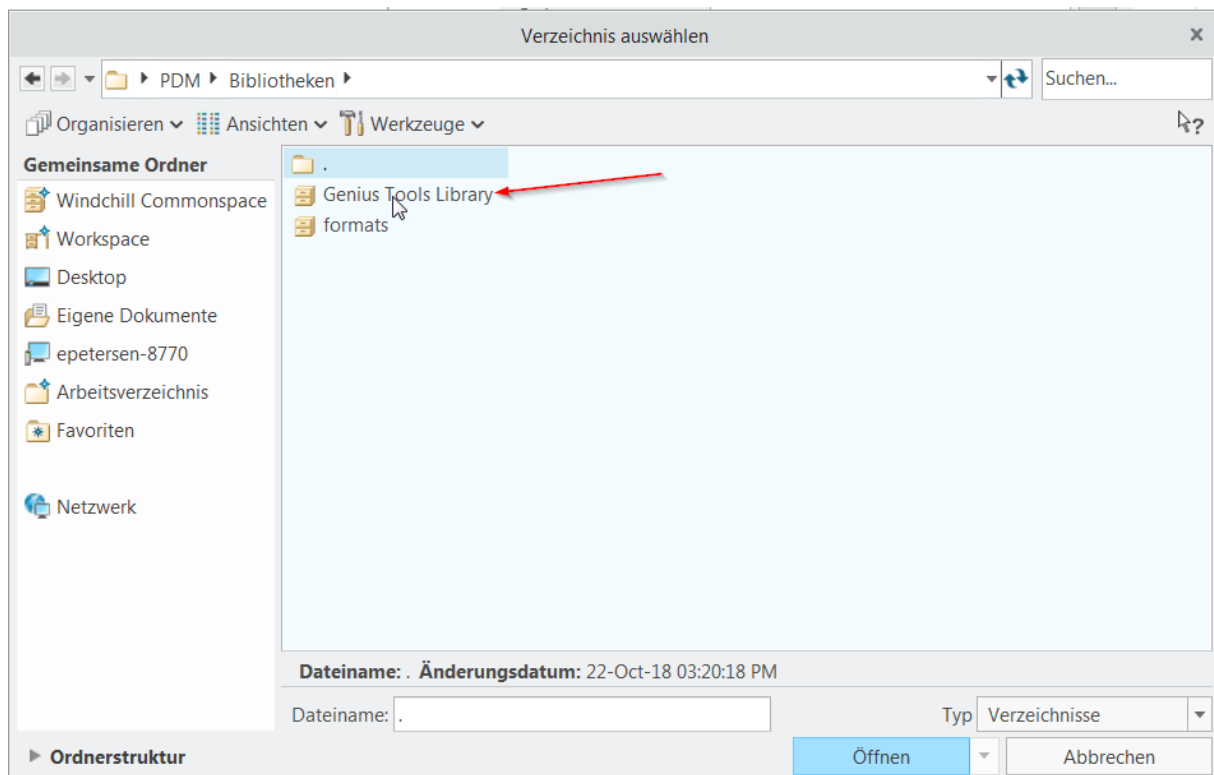 Verzeichnis auswählen
PDM Bibliotheken
Suchen...
Organisieren Ansichten Werkzeuge
?
Gemeinsame Ordner
Windchill Commonspace
Workspace
Desktop
Eigene Dokumente
epetersen-8770
Arbeitsverzeichnis
Favoriten
Netzwerk
.
Genius Tools Library
formats
Dateiname: . Änderungsdatum: 22-Oct-18 03:20:18 PM
Dateiname: .
Typ Verzeichnisse
Ordnerstruktur
Öffnen
Abbrechen